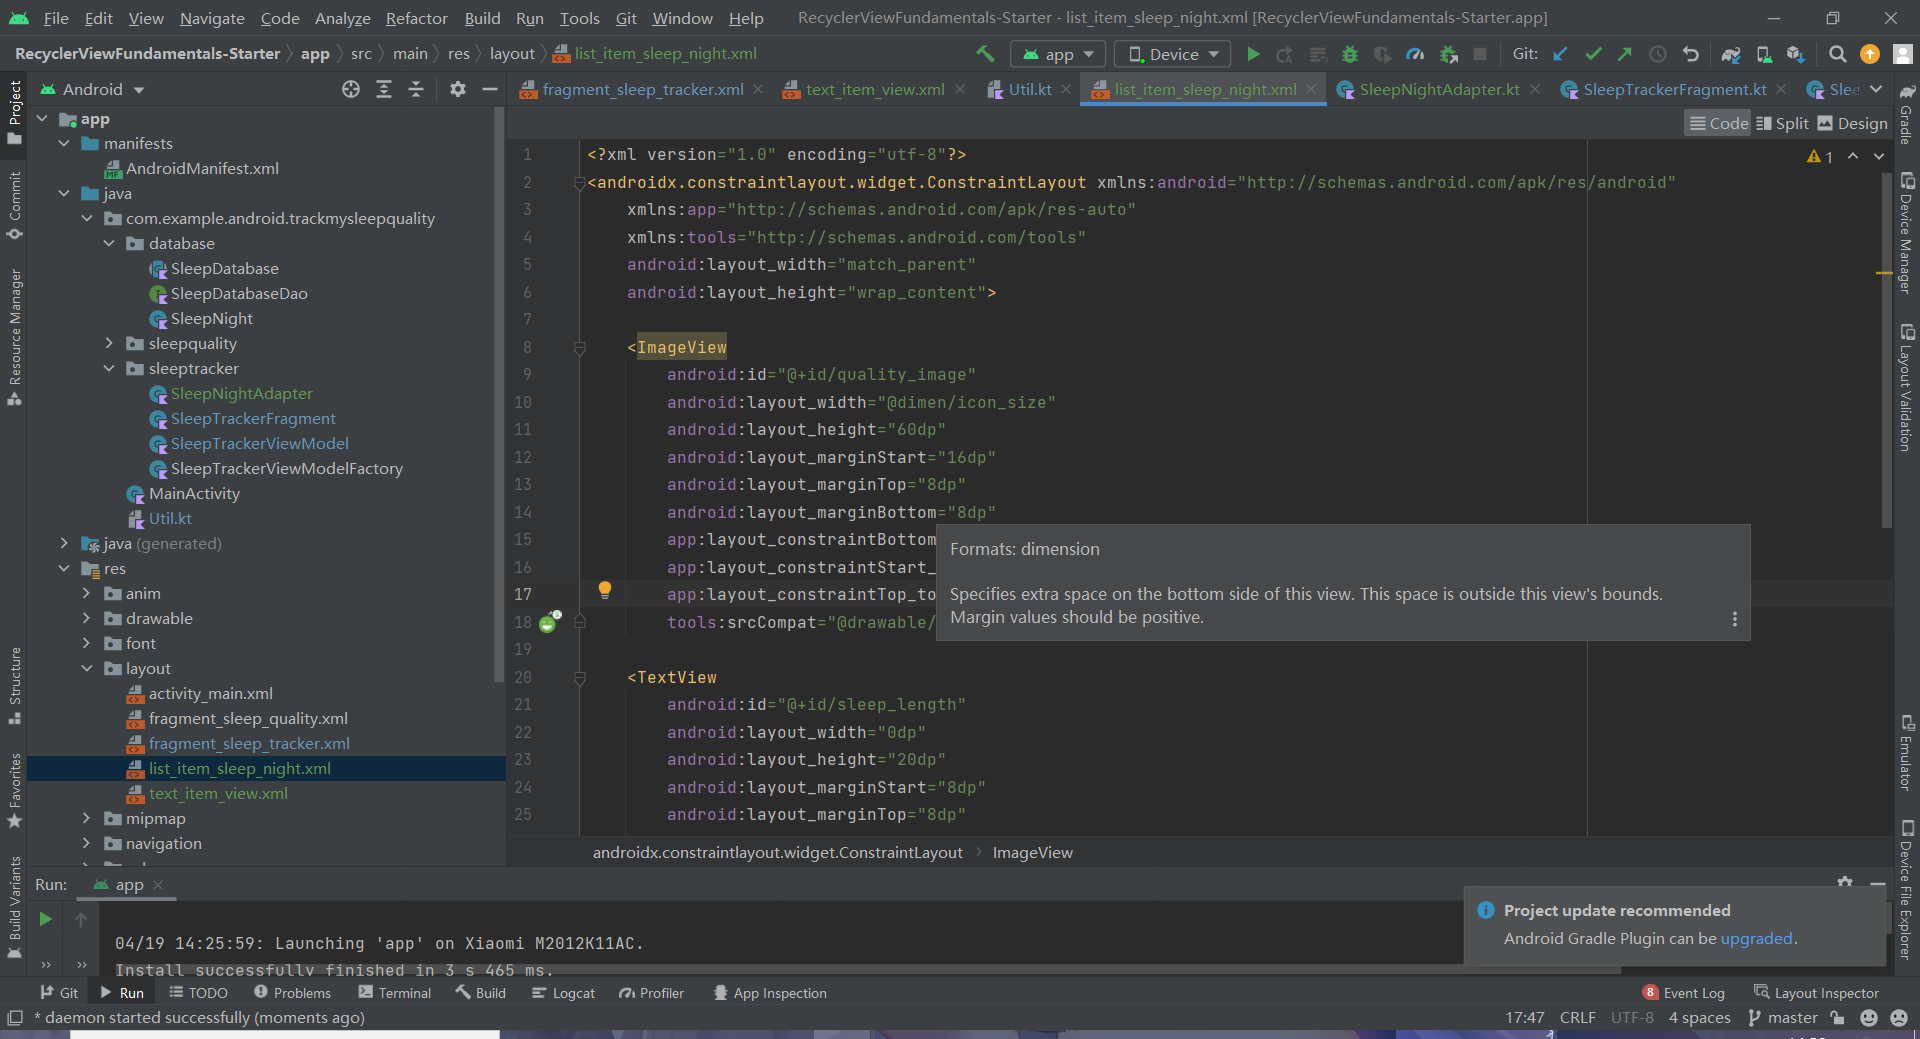 File Edit View Navigate Code Analyze Refactor Build Run Tools Git Window Help RecyclerViewFundamentals-Starter - list_item_sleep_night.xml [RecyclerViewFundamentals-Starter.app]
RecyclerViewFundamentals-Starter app src main res layout list_item_sleep_night.xml app Device Git:
Android fragment_sleep_tracker.xml text_item_view.xml Util.kt list_item_sleep_night.xml SleepNightAdapter.kt SleepTrackerFragment.kt Slee
Code Split Design
Project
Commit
Resource Manager
Structure
Favorites
Build Variants
app
manifests
AndroidManifest.xml
java
com.example.android.trackmysleepquality
database
SleepDatabase
SleepDatabaseDao
SleepNight
sleepquality
sleeptracker
SleepNightAdapter
SleepTrackerFragment
SleepTrackerViewModel
SleepTrackerViewModelFactory
MainActivity
Util.kt
java (generated)
res
anim
drawable
font
layout
activity_main.xml
fragment_sleep_quality.xml
fragment_sleep_tracker.xml
list_item_sleep_night.xml
text_item_view.xml
mipmap
navigation
1 <?xml version="1.0" encoding="utf-8"?>
2 <androidx.constraintlayout.widget.ConstraintLayout xmlns:android="http://schemas.android.com/apk/res/android"
3 xmlns:app="http://schemas.android.com/apk/res-auto"
4 xmlns:tools="http://schemas.android.com/tools"
5 android:layout_width="match_parent"
6 android:layout_height="wrap_content">
7
8 <ImageView
9 android:id="@+id/quality_image"
10 android:layout_width="@dimen/icon_size"
11 android:layout_height="60dp"
12 android:layout_marginStart="16dp"
13 android:layout_marginTop="8dp"
14 android:layout_marginBottom="8dp"
15 app:layout_constraintBottom
16 app:layout_constraintStart_
17 app:layout_constraintTop_to
18 tools:srcCompat="@drawable/
19
20 <TextView
21 android:id="@+id/sleep_length"
22 android:layout_width="0dp"
23 android:layout_height="20dp"
24 android:layout_marginStart="8dp"
25 android:layout_marginTop="8dp"
1
Formats: dimension
Specifies extra space on the bottom side of this view. This space is outside this view's bounds.
Margin values should be positive.
androidx.constraintlayout.widget.ConstraintLayout ImageView
Gradle
Device Manager
Layout Validation
Emulator
Device File Explorer
Run: app
04/19 14:25:59: Launching 'app' on Xiaomi M2012K11AC.
Install successfully finished in 3 s 465 ms.
Project update recommended
Android Gradle Plugin can be upgraded.
Git Run TODO Problems Terminal Build Logcat Profiler App Inspection 8 Event Log Layout Inspector
* daemon started successfully (moments ago) 17:47 CRLF UTF-8 4 spaces master